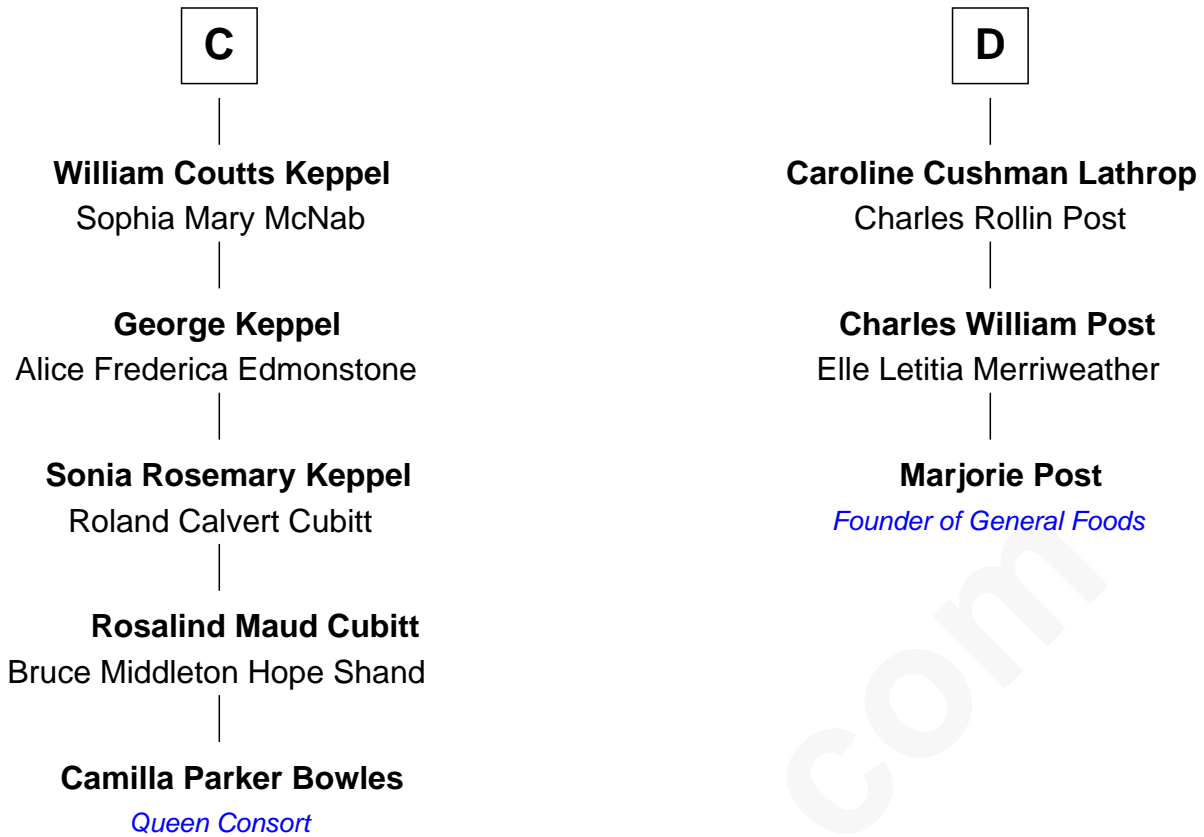 C
William Coutts Keppel
Sophia Mary McNab
George Keppel
Alice Frederica Edmonstone
Sonia Rosemary Keppel
Roland Calvert Cubitt
Rosalind Maud Cubitt
Bruce Middleton Hope Shand
Camilla Parker Bowles
Queen Consort
D
Caroline Cushman Lathrop
Charles Rollin Post
Charles William Post
Elle Letitia Merriweather
Marjorie Post
Founder of General Foods
com